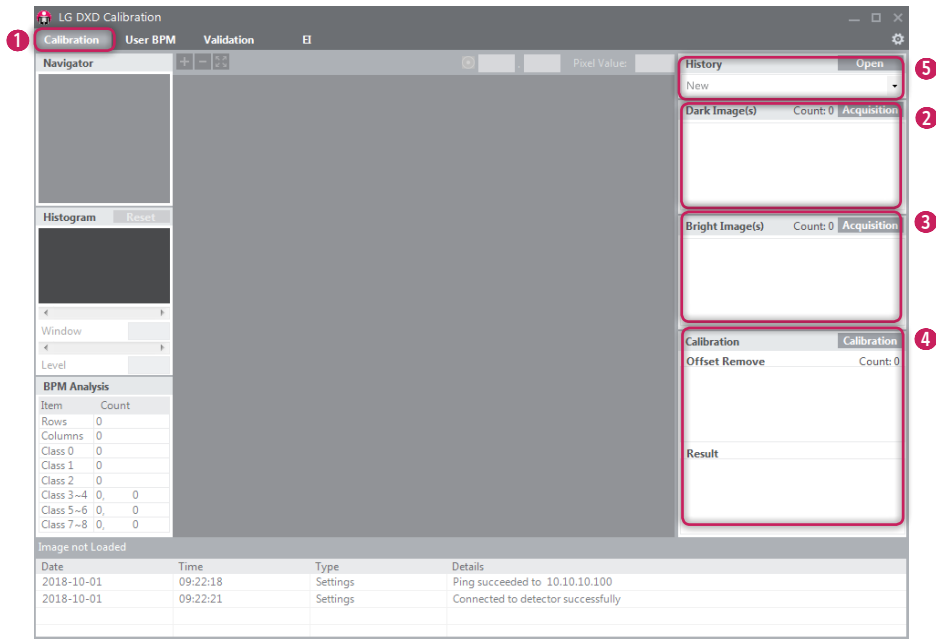 LG DXD Calibration
1 Calibration User BPM Validation EI
Navigator
Pixel Value:
,
History Open 5
New
Dark Image(s) Count: 0 Acquisition 2
Histogram Reset
Bright Image(s) Count: 0 Acquisition 3
Window
Level
Calibration Calibration 4
Offset Remove Count: 0
BPM Analysis
Item Count
Rows 0
Columns 0
Class 0 0
Class 1 0
Class 2 0
Class 3~4 0, 0
Class 5~6 0, 0
Class 7~8 0, 0
Result
Image not Loaded
Date Time Type Details
2018-10-01 09:22:18 Settings Ping succeeded to 10.10.10.100
2018-10-01 09:22:21 Settings Connected to detector successfully